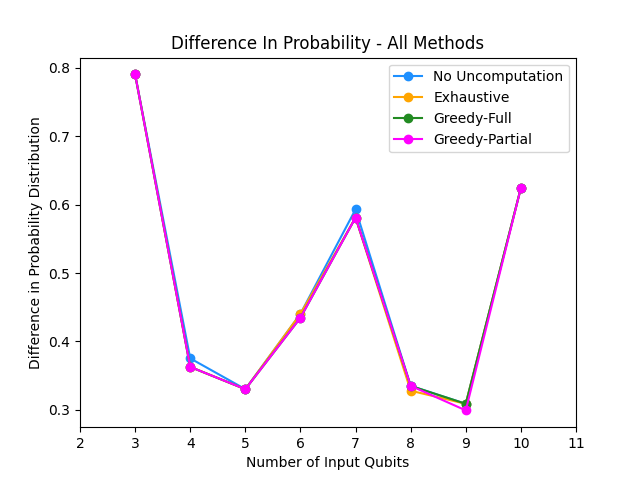 Difference In Probability - All Methods
No Uncomputation
Exhaustive
Greedy-Full
Greedy-Partial
Difference in Probability Distribution
0.8
0.7
0.6
0.5
0.4
0.3
2 3 4 5 6 7 8 9 10 11
Number of Input Qubits